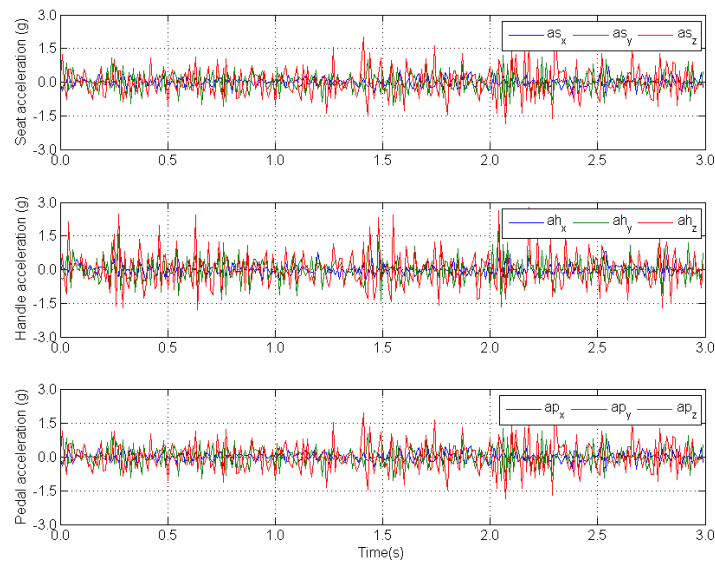 Seat acceleration (g)
3.0
1.5
0.0
-1.5
-3.0
as_x as_y as_z
0.0 0.5 1.0 1.5 2.0 2.5 3.0
Handle acceleration (g)
3.0
1.5
0.0
-1.5
-3.0
ah_x ah_y ah_z
0.0 0.5 1.0 1.5 2.0 2.5 3.0
Pedal acceleration (g)
3.0
1.5
0.0
-1.5
-3.0
ap_x ap_y ap_z
0.0 0.5 1.0 1.5 2.0 2.5 3.0
Time(s)